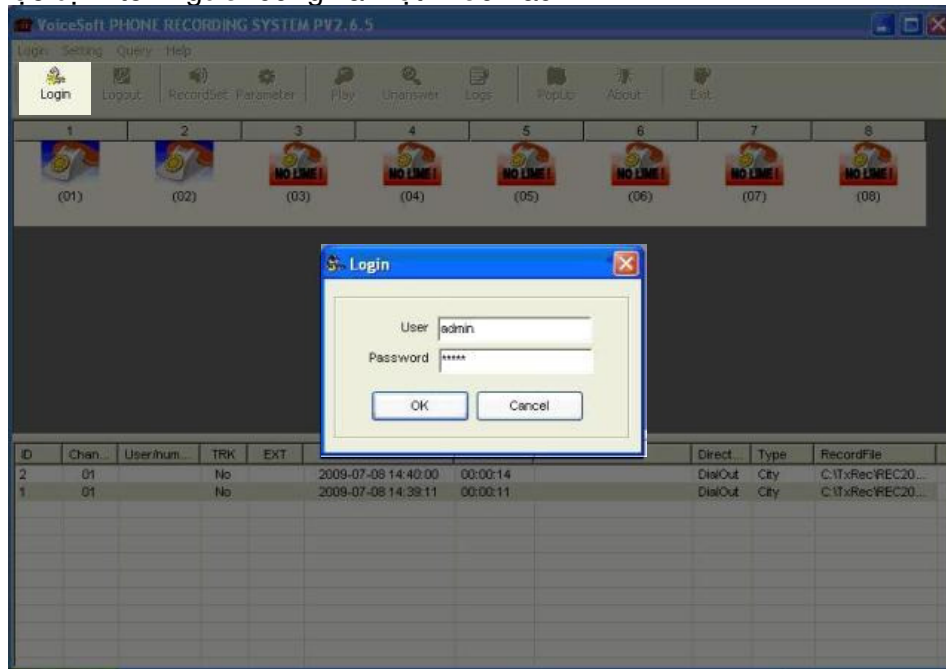 VoiceSoft PHONE RECORDING SYSTEM PV2.6.5
Login Setting Query Help
Login Logout RecordSet Parameter Play Unanswer Logs PopUp About Exit
1 2 3 4 5 6 7 8
NO LINE ! NO LINE ! NO LINE ! NO LINE ! NO LINE ! NO LINE !
(01) (02) (03) (04) (05) (06) (07) (08)
Login
User admin
Password *****
OK Cancel
ID Chan... User/num... TRK EXT Direct... Type RecordFile
2 01 No 2009-07-08 14:40:00 00:00:14 DialOut City C:\TxRec\REC20...
1 01 No 2009-07-08 14:39:11 00:00:11 DialOut City C:\TxRec\REC20...